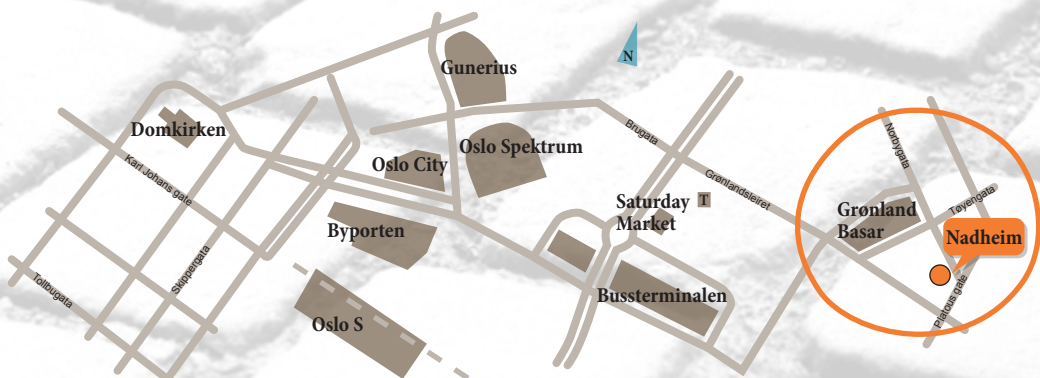 Gunerius
N
Domkirken
Brugata
Oslo Spektrum
Oslo City
Karl Johans gate
Norbygata
Grønlandsleiret
Tøyengata
Saturday
Market
T
Grønland
Basar
Byporten
Nadheim
Skippergata
Tollbugata
Bussterminalen
Platous gate
Oslo S